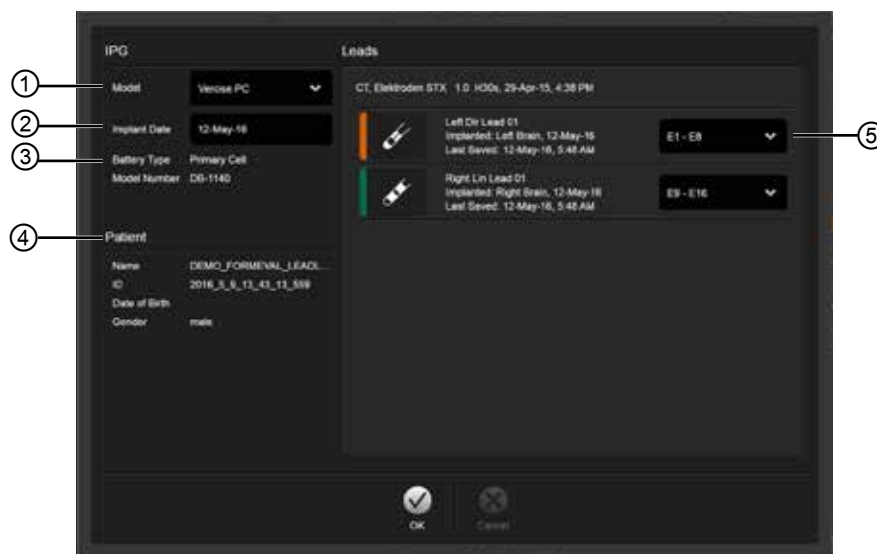 IPG
① Model Vercise PC
② Implant Date 12-May-16
③ Battery Type Primary Cell
Model Number DB-1140
④ Patient
Name DEMO_FORMEVAL_LEADL...
ID 2016_5_9_13_43_13_559
Date of Birth
Gender male
Leads
CT, Elektroden STX 1.0 H30s, 29-Apr-15, 4:38 PM
Left Dir Lead 01
Implanted: Left Brain, 12-May-16
Last Saved: 12-May-16, 5:48 AM
E1 - E8
⑤
Right Lin Lead 01
Implanted: Right Brain, 12-May-16
Last Saved: 12-May-16, 5:48 AM
E9 - E16
OK
Cancel